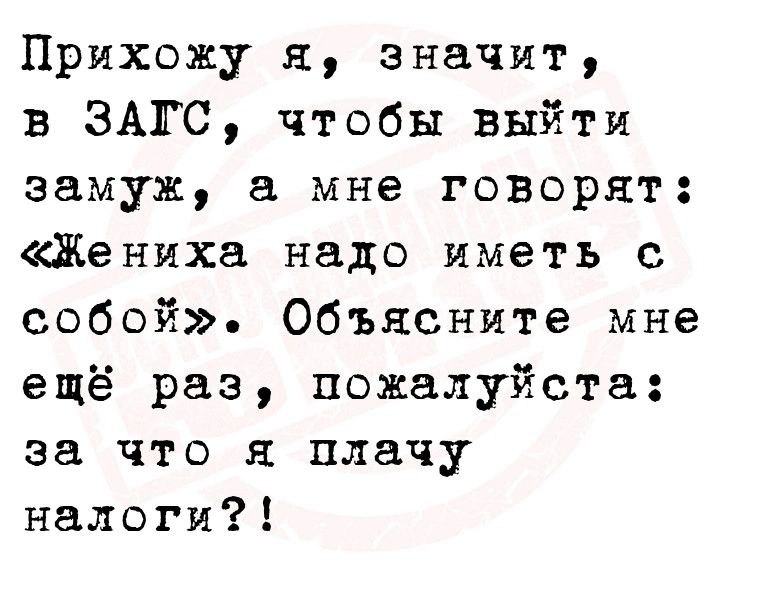 Прихожу я, значит,
в ЗАГС, чтобы выйти
замуж, а мне говорят:
«Жениха надо иметь с
собой». Объясните мне
ещё раз, пожалуйста:
за что я плачу
налоги?!